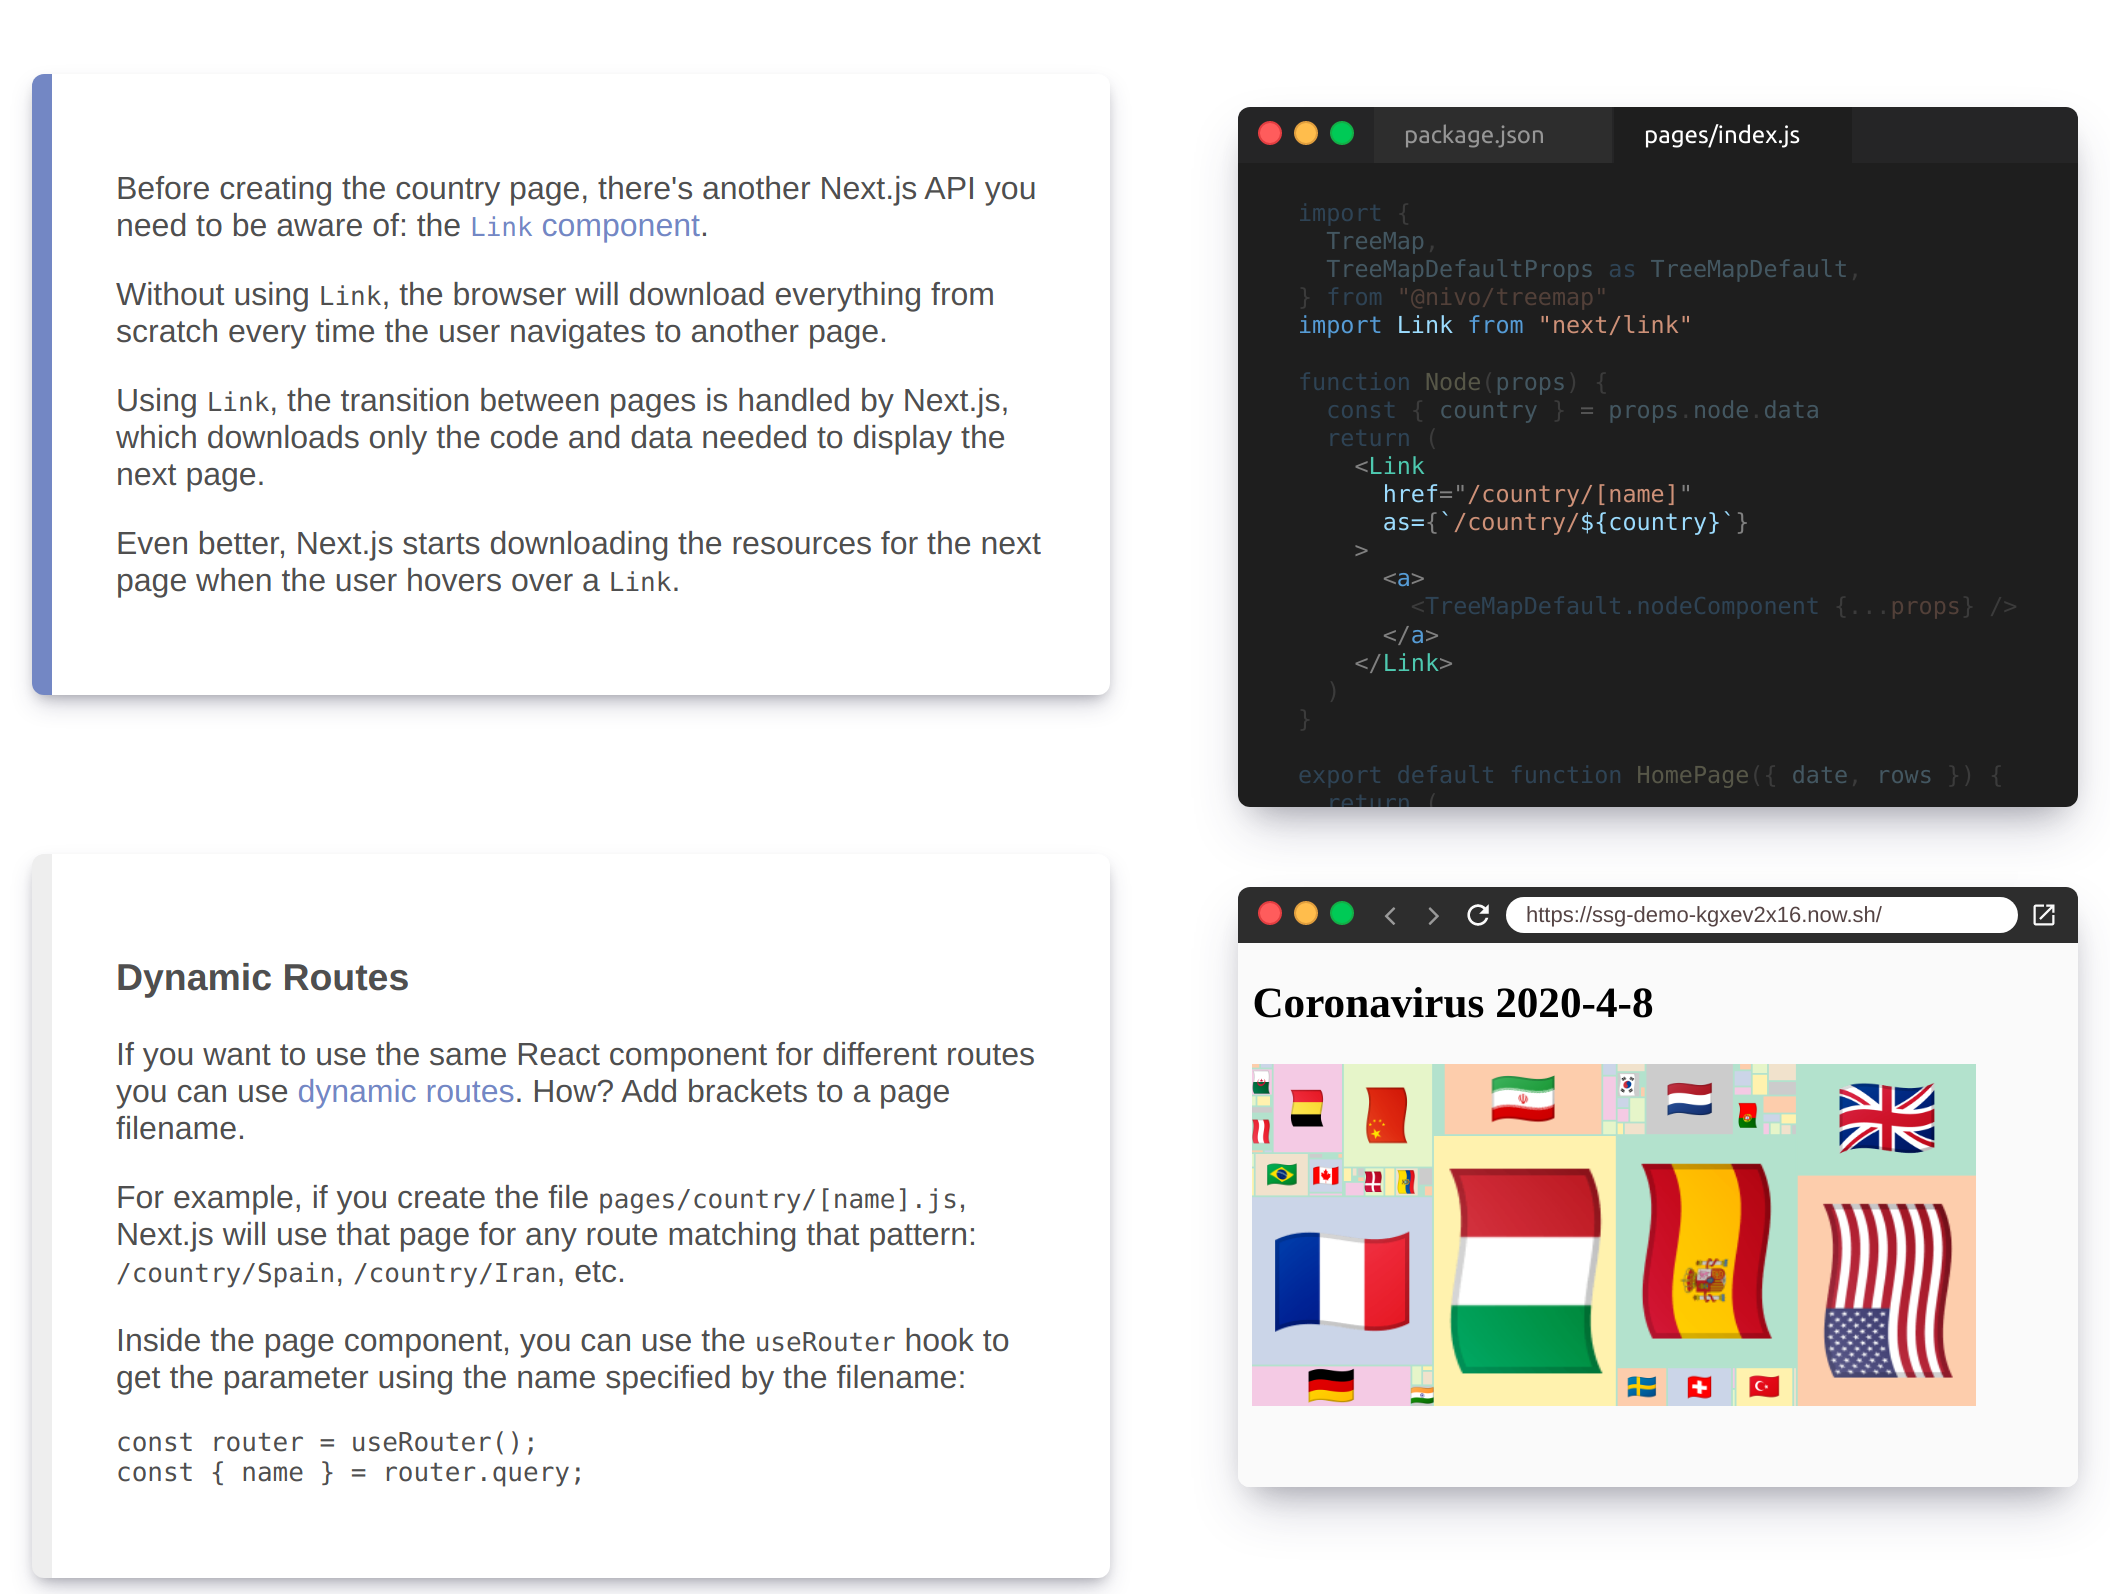 Before creating the country page, there's another Next.js API you
need to be aware of: the Link component.
Without using Link, the browser will download everything from
scratch every time the user navigates to another page.
Using Link, the transition between pages is handled by Next.js,
which downloads only the code and data needed to display the
next page.
Even better, Next.js starts downloading the resources for the next
page when the user hovers over a Link.
Dynamic Routes
If you want to use the same React component for different routes
you can use dynamic routes. How? Add brackets to a page
filename.
For example, if you create the file pages/country/[name].js,
Next.js will use that page for any route matching that pattern:
/country/Spain, /country/Iran, etc.
Inside the page component, you can use the useRouter hook to
get the parameter using the name specified by the filename:
const router = useRouter();
const { name } = router.query;
package.json
pages/index.js
import {
  TreeMap,
  TreeMapDefaultProps as TreeMapDefault,
} from "@nivo/treemap"
import Link from "next/link"
function Node(props) {
  const { country } = props.node.data
  return (
    <Link
      href="/country/[name]"
      as={`/country/${country}`}
    >
      <a>
        <TreeMapDefault.nodeComponent {...props} />
      </a>
    </Link>
  )
}
export default function HomePage({ date, rows }) {
  return (
https://ssg-demo-kgxev2x16.now.sh/
Coronavirus 2020-4-8